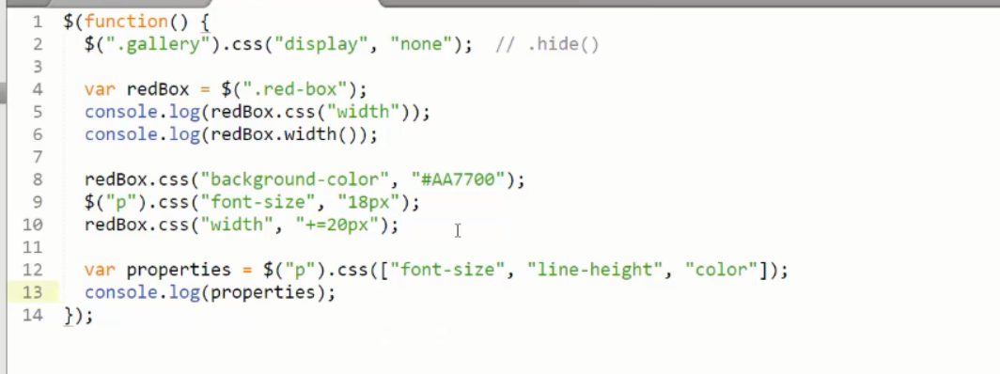 1 $(function() {
2 $(".gallery").css("display", "none"); // .hide()
3
4 var redBox = $(".red-box");
5 console.log(redBox.css("width"));
6 console.log(redBox.width());
7
8 redBox.css("background-color", "#AA7700");
9 $("p").css("font-size", "18px");
10 redBox.css("width", "+=20px");
11
12 var properties = $("p").css(["font-size", "line-height", "color"]);
13 console.log(properties);
14 });